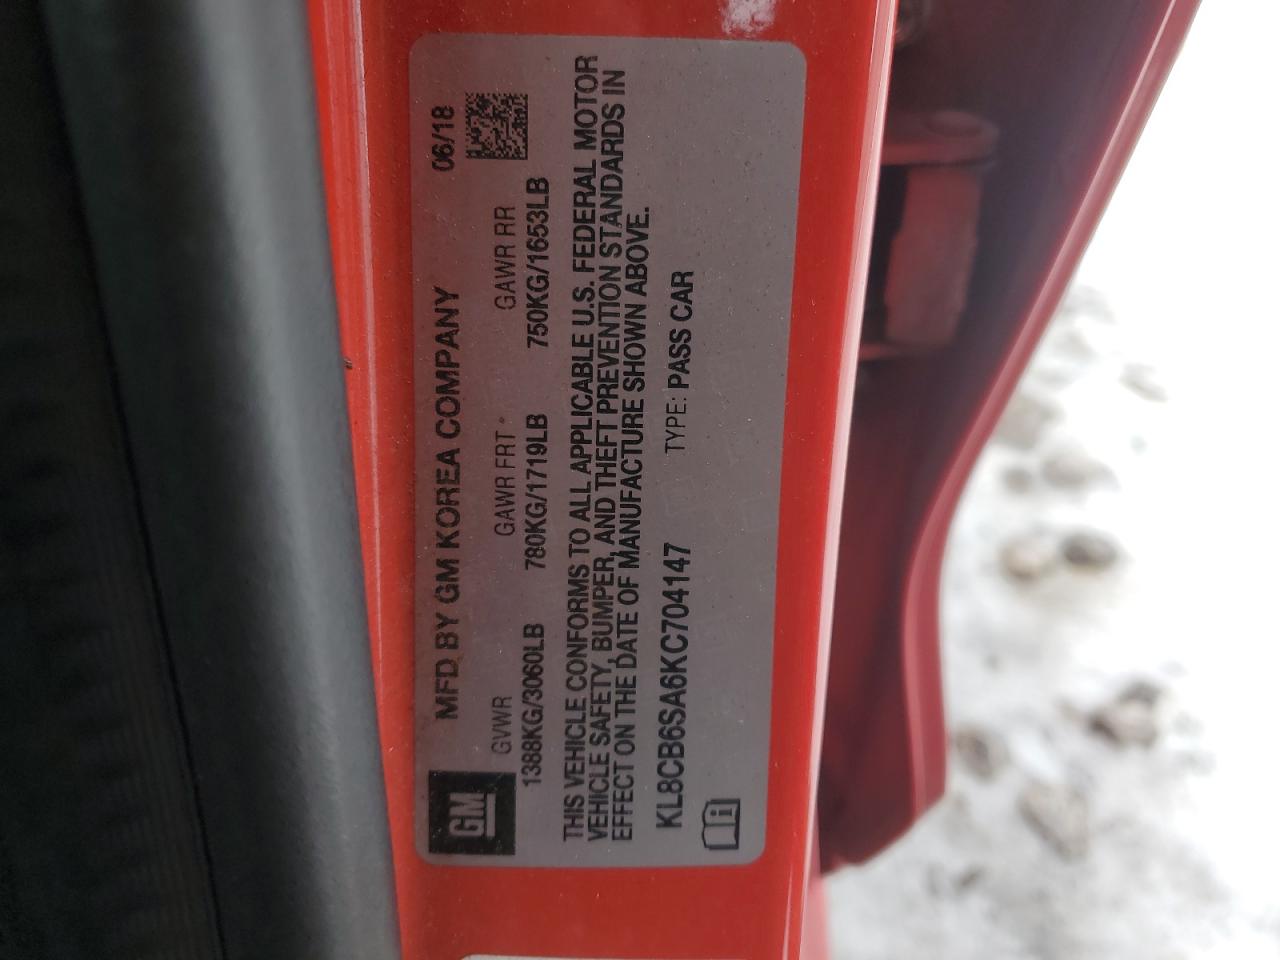 GM
MFD BY GM KOREA COMPANY 06/18
GVWR GAWR FRT GAWR RR
1388KG/3060LB 780KG/1719LB 750KG/1653LB
THIS VEHICLE CONFORMS TO ALL APPLICABLE U.S. FEDERAL MOTOR
VEHICLE SAFETY, BUMPER, AND THEFT PREVENTION STANDARDS IN
EFFECT ON THE DATE OF MANUFACTURE SHOWN ABOVE.
KL8CB6SA6KC704147 TYPE: PASS CAR